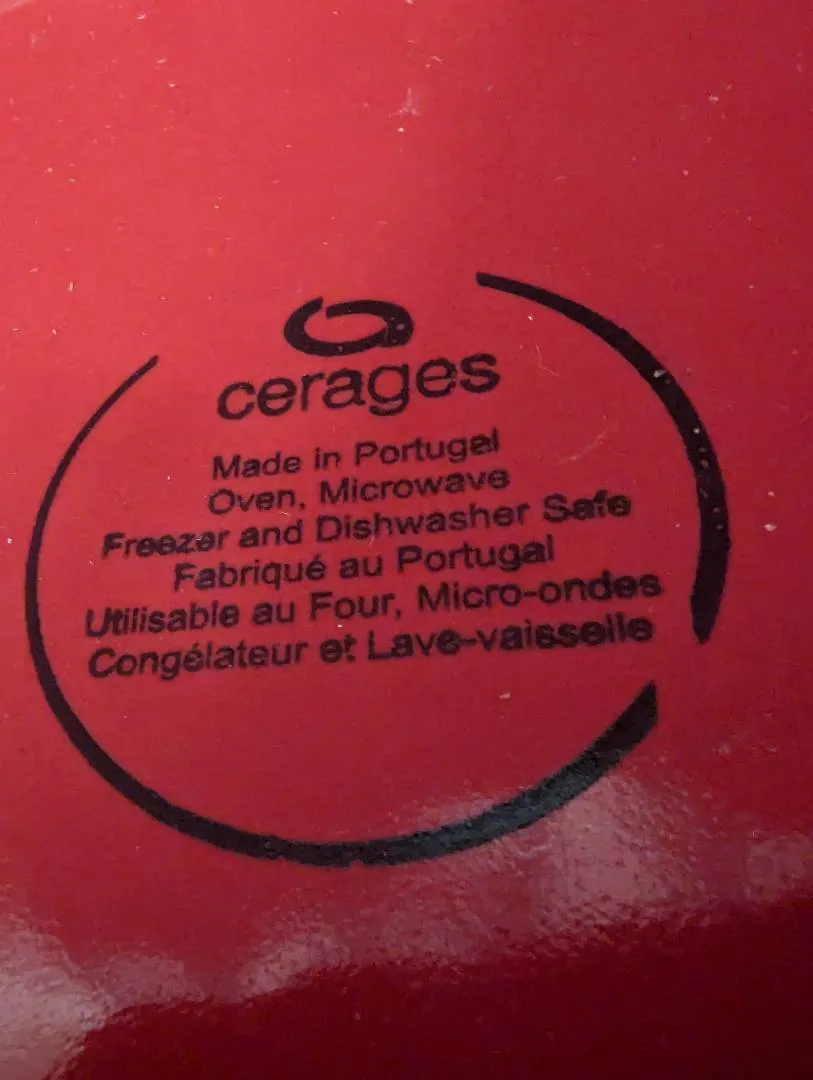 cerages
Made in Portugal
Oven, Microwave
Freezer and Dishwasher Safe
Fabriqué au Portugal
Utilisable au Four, Micro-ondes
Congélateur et Lave-vaisselle